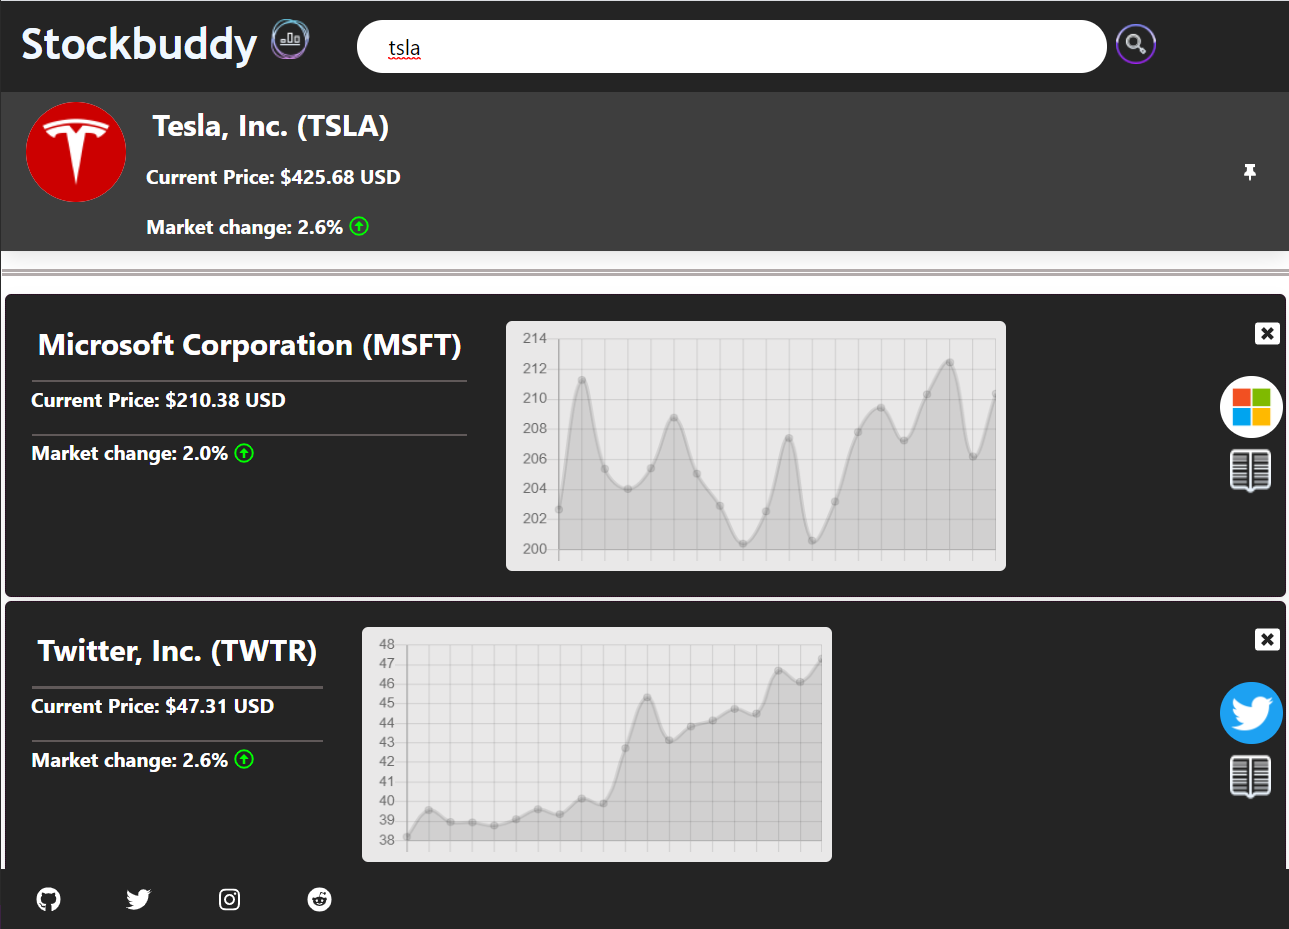 Stockbuddy
tsla
Tesla, Inc. (TSLA)
Current Price: $425.68 USD
Market change: 2.6%
Microsoft Corporation (MSFT)
Current Price: $210.38 USD
Market change: 2.0%
214
212
210
208
206
204
202
200
Twitter, Inc. (TWTR)
Current Price: $47.31 USD
Market change: 2.6%
48
47
46
45
44
43
42
41
40
39
38